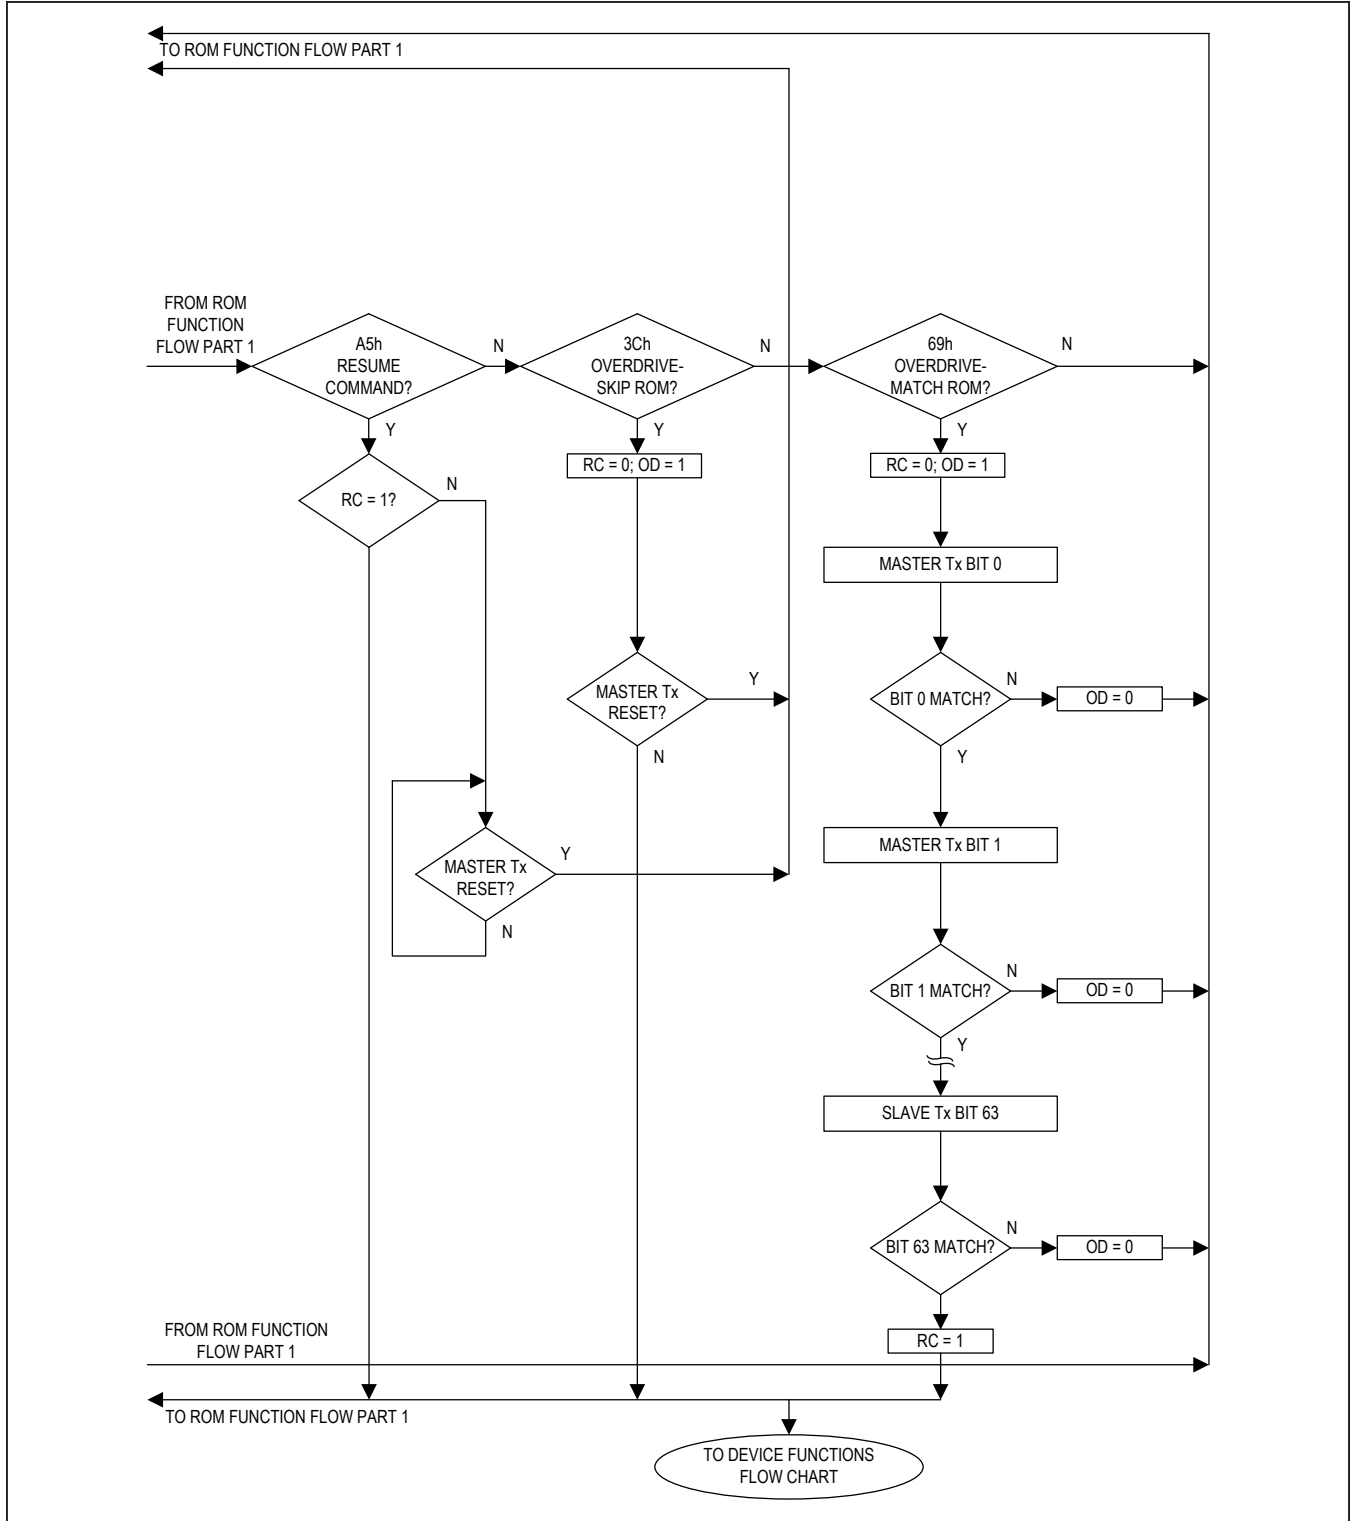 TO ROM FUNCTION FLOW PART 1
FROM ROM
FUNCTION
FLOW PART 1
A5h
RESUME
COMMAND?
N
Y
3Ch
OVERDRIVE-
SKIP ROM?
N
Y
69h
OVERDRIVE-
MATCH ROM?
N
Y
RC = 1?
N
RC = 0; OD = 1
RC = 0; OD = 1
MASTER Tx BIT 0
MASTER Tx
RESET?
Y
N
BIT 0 MATCH?
N
Y
OD = 0
MASTER Tx BIT 1
MASTER Tx
RESET?
Y
N
BIT 1 MATCH?
N
Y
OD = 0
SLAVE Tx BIT 63
BIT 63 MATCH?
N
OD = 0
RC = 1
FROM ROM FUNCTION
FLOW PART 1
TO ROM FUNCTION FLOW PART 1
TO DEVICE FUNCTIONS
FLOW CHART